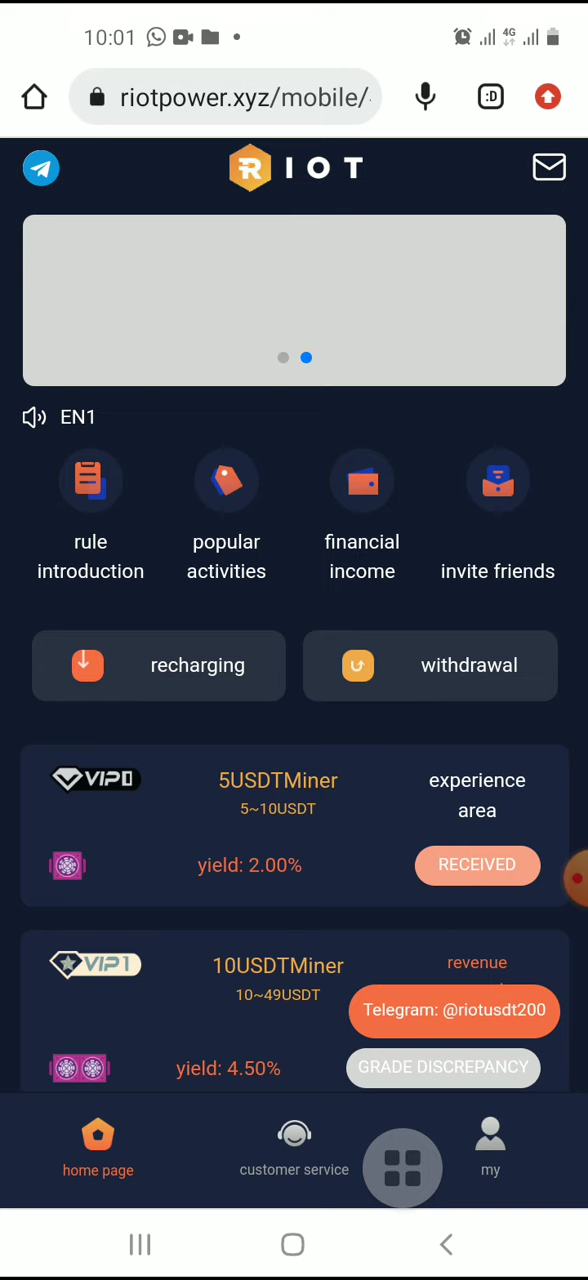 10:01
4G
riotpower.xyz/mobile/
:D
RIOT
EN1
rule introduction
popular activities
financial income
invite friends
recharging
withdrawal
VIP0
5USDTMiner
5~10USDT
experience area
yield: 2.00%
RECEIVED
VIP1
10USDTMiner
10~49USDT
revenue
Telegram: @riotusdt200
yield: 4.50%
GRADE DISCREPANCY
home page
customer service
my